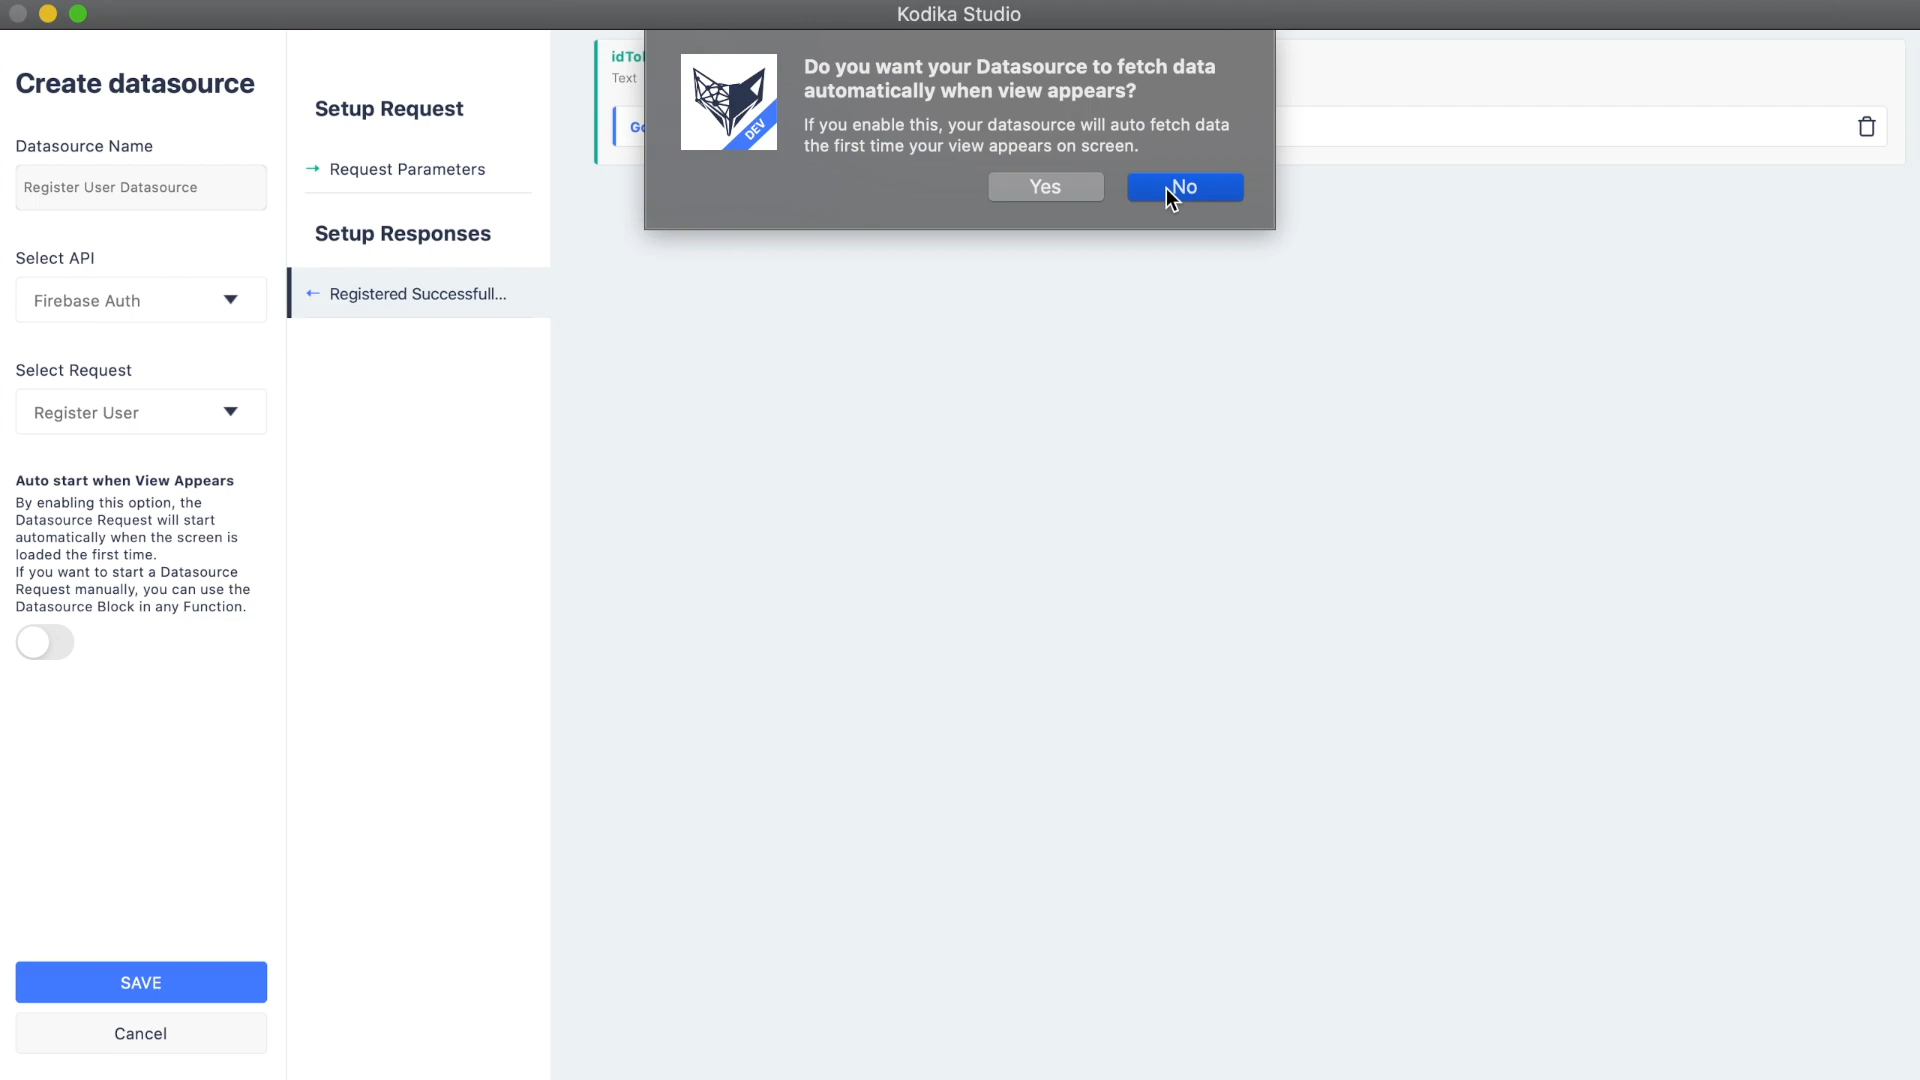 Kodika Studio
Create datasource
Datasource Name
Register User Datasource
Select API
Firebase Auth
Select Request
Register User
Auto start when View Appears
By enabling this option, the
Datasource Request will start
automatically when the screen is
loaded the first time.
If you want to start a Datasource
Request manually, you can use the
Datasource Block in any Function.
SAVE
Cancel
Setup Request
→ Request Parameters
Setup Responses
← Registered Successfull...
Text
DEV
Do you want your Datasource to fetch data
automatically when view appears?
If you enable this, your datasource will auto fetch data
the first time your view appears on screen.
Yes
No